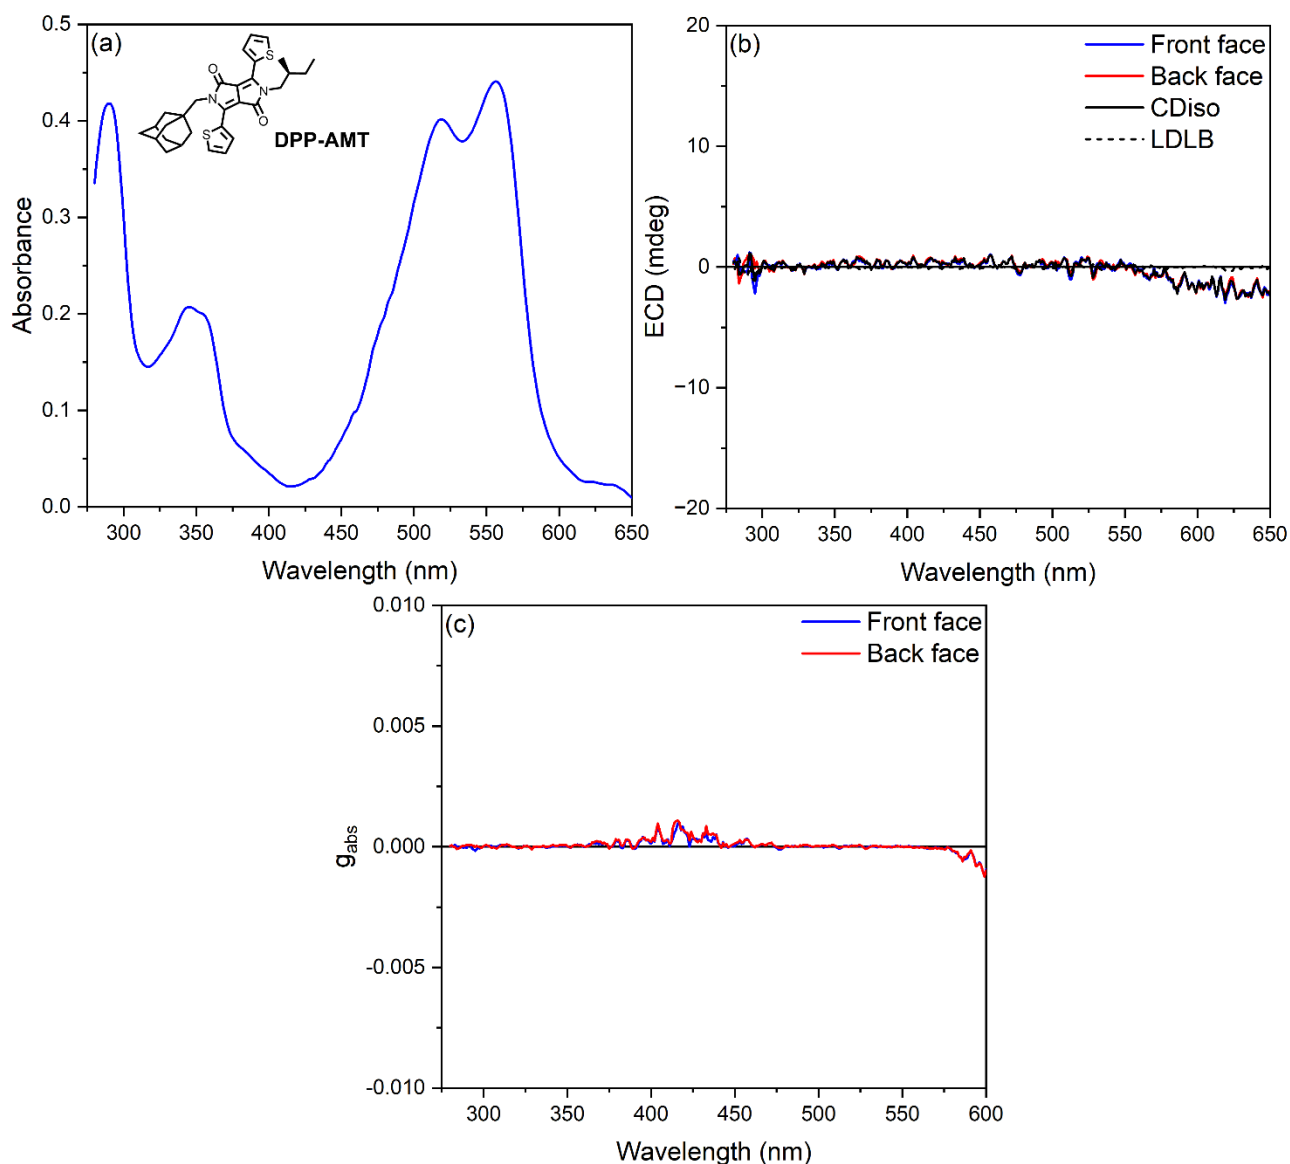 (a)
0.5
0.4
0.3
0.2
0.1
0.0
Absorbance
300 350 400 450 500 550 600 650
Wavelength (nm)
S
O
N
N
O
S
DPP-AMT
(b)
20
10
0
−10
−20
ECD (mdeg)
Front face
Back face
CDiso
LDLB
300 350 400 450 500 550 600 650
Wavelength (nm)
(c)
0.010
0.005
0.000
-0.005
-0.010
gabs
Front face
Back face
300 350 400 450 500 550 600
Wavelength (nm)